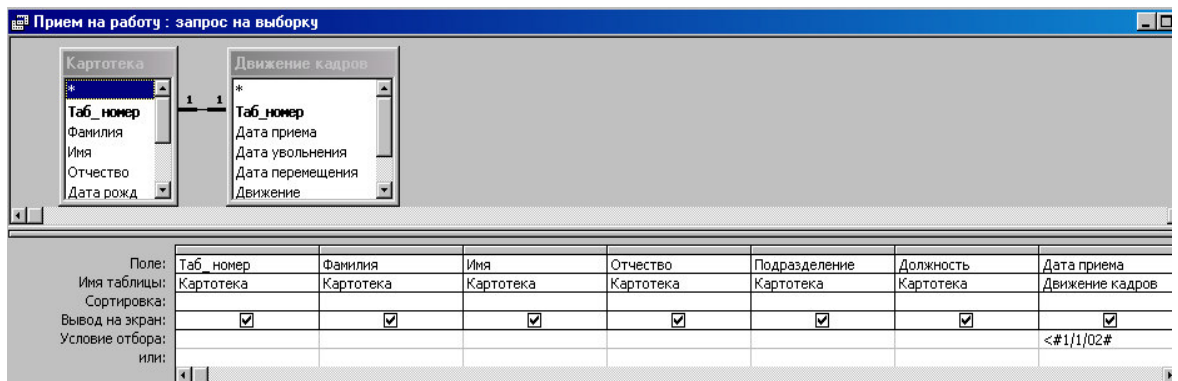 Прием на работу : запрос на выборку
Картотека Движение кадров
* *
1 1
Таб_номер Таб_номер
Фамилия Дата приема
Имя Дата увольнения
Отчество Дата перемещения
Дата рожд Движение
Поле: Таб_номер Фамилия Имя Отчество Подразделение Должность Дата приема
Имя таблицы: Картотека Картотека Картотека Картотека Картотека Картотека Движение кадров
Сортировка:
Вывод на экран:
Условие отбора: <#1/1/02#
или: